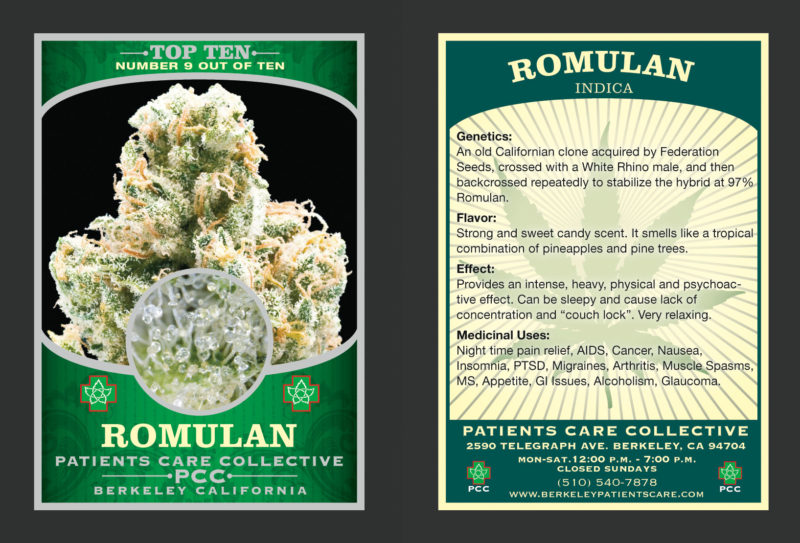 TOP TEN
NUMBER 9 OUT OF TEN
ROMULAN
PATIENTS CARE COLLECTIVE
PCC
BERKELEY CALIFORNIA
ROMULAN
INDICA
Genetics:
An old Californian clone acquired by Federation
Seeds, crossed with a White Rhino male, and then
backcrossed repeatedly to stabilize the hybrid at 97%
Romulan.
Flavor:
Strong and sweet candy scent. It smells like a tropical
combination of pineapples and pine trees.
Effect:
Provides an intense, heavy, physical and psychoac-
tive effect. Can be sleepy and cause lack of
concentration and “couch lock”. Very relaxing.
Medicinal Uses:
Night time pain relief, AIDS, Cancer, Nausea,
Insomnia, PTSD, Migraines, Arthritis, Muscle Spasms,
MS, Appetite, GI Issues, Alcoholism, Glaucoma.
PATIENTS CARE COLLECTIVE
2590 TELEGRAPH AVE. BERKELEY, CA 94704
MON-SAT.12:00 P.M. - 7:00 P.M.
CLOSED SUNDAYS
(510) 540-7878
PCC
PCC
WWW.BERKELEYPATIENTSCARE.COM